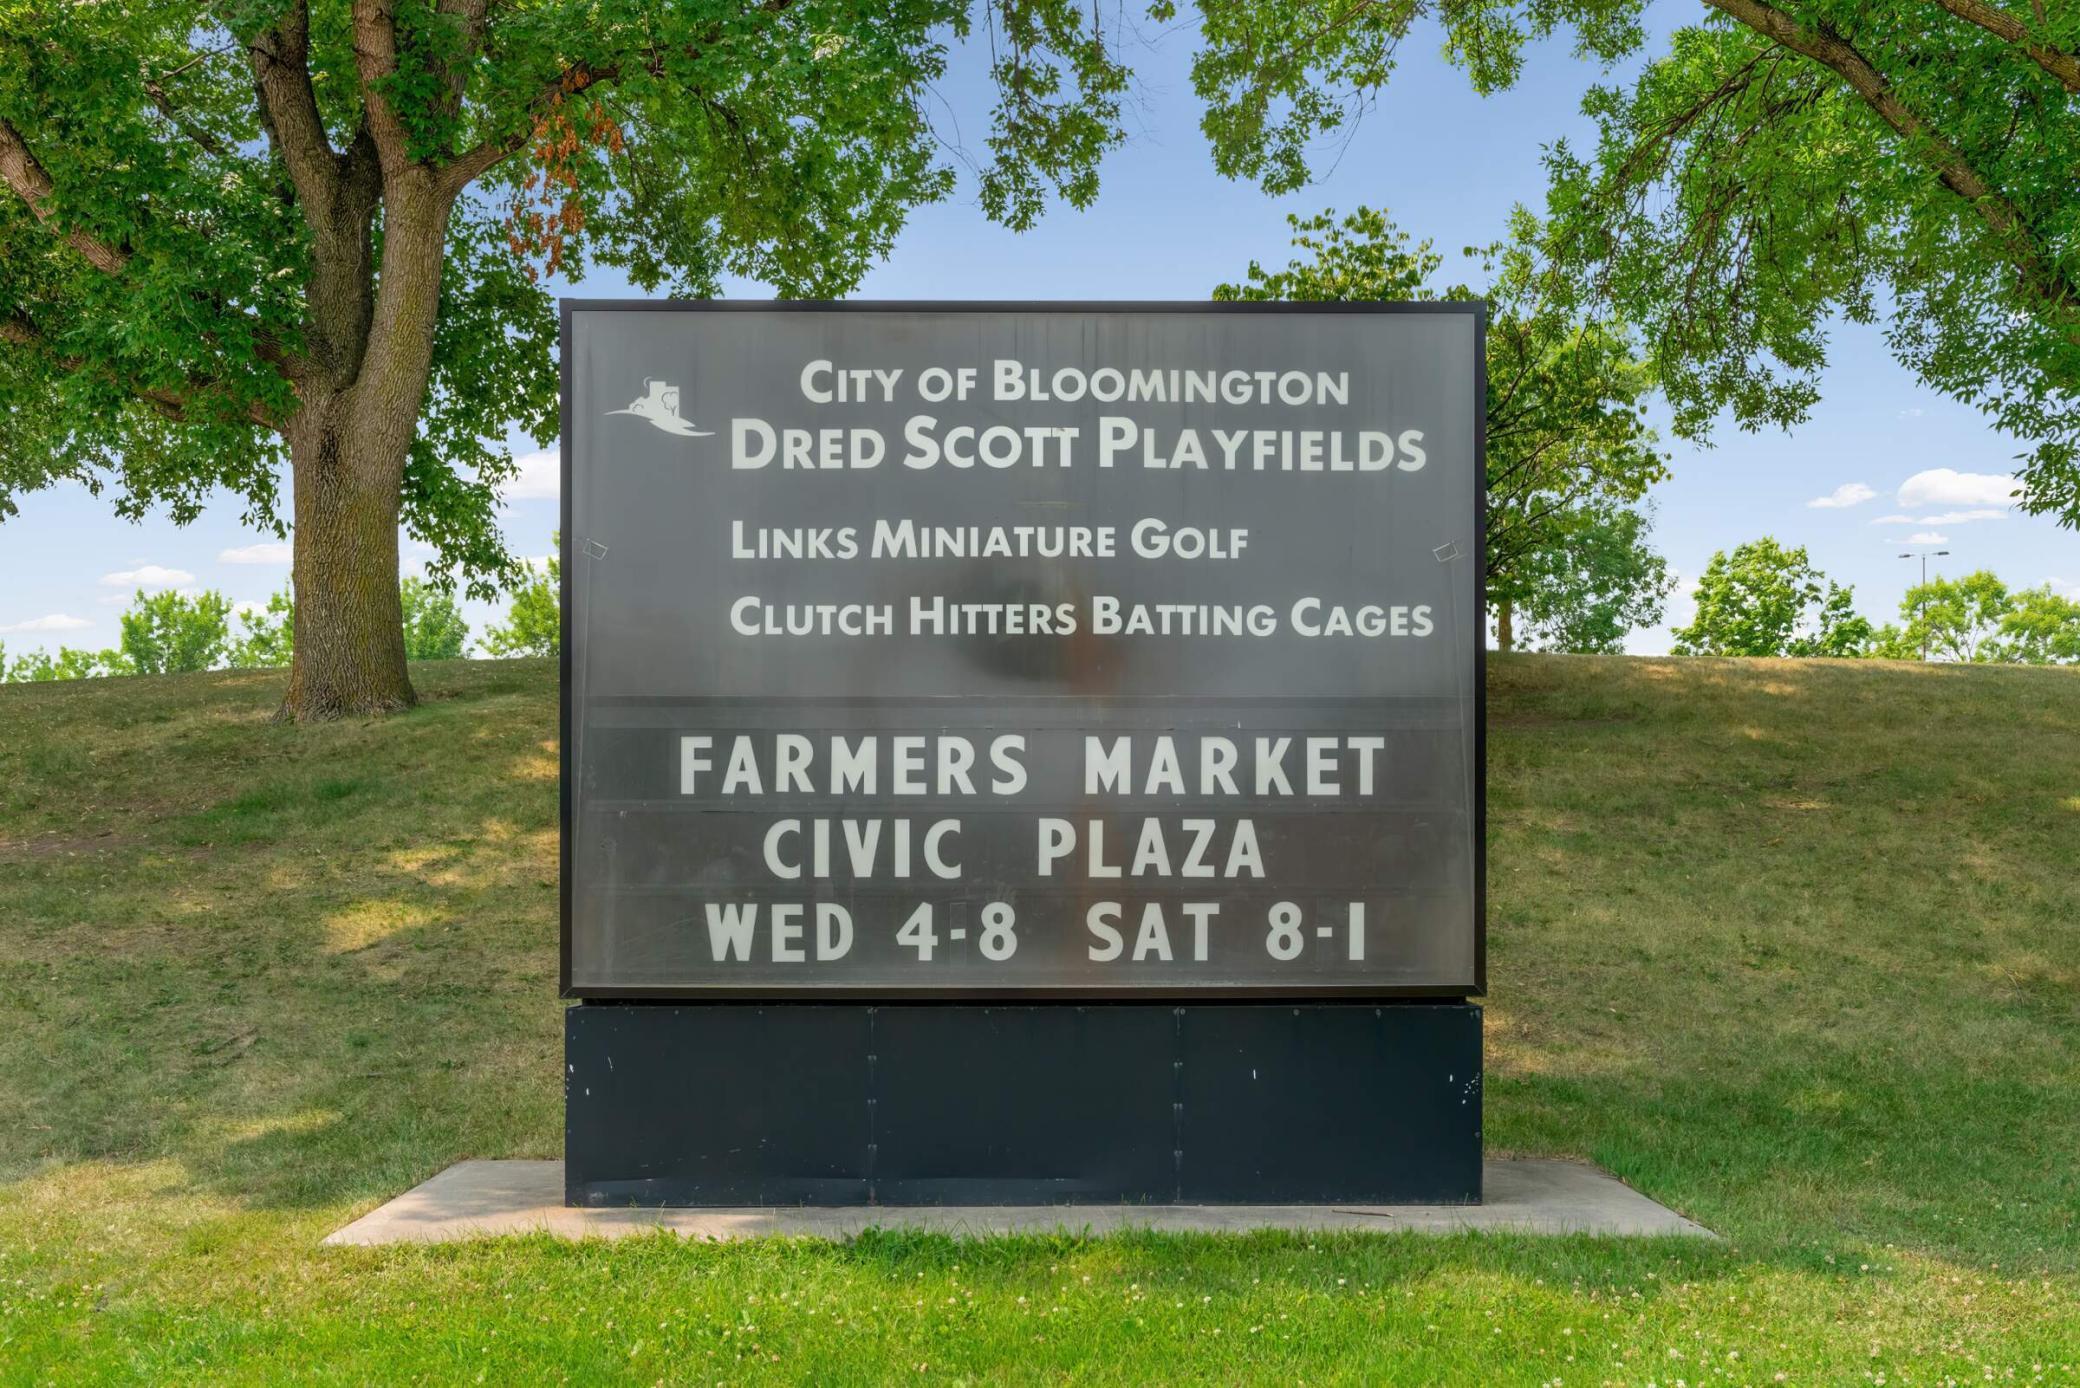 City of Bloomington
Dred Scott Playfields
Links Miniature Golf
Clutch Hitters Batting Cages
FARMERS MARKET
CIVIC PLAZA
WED 4-8 SAT 8-1